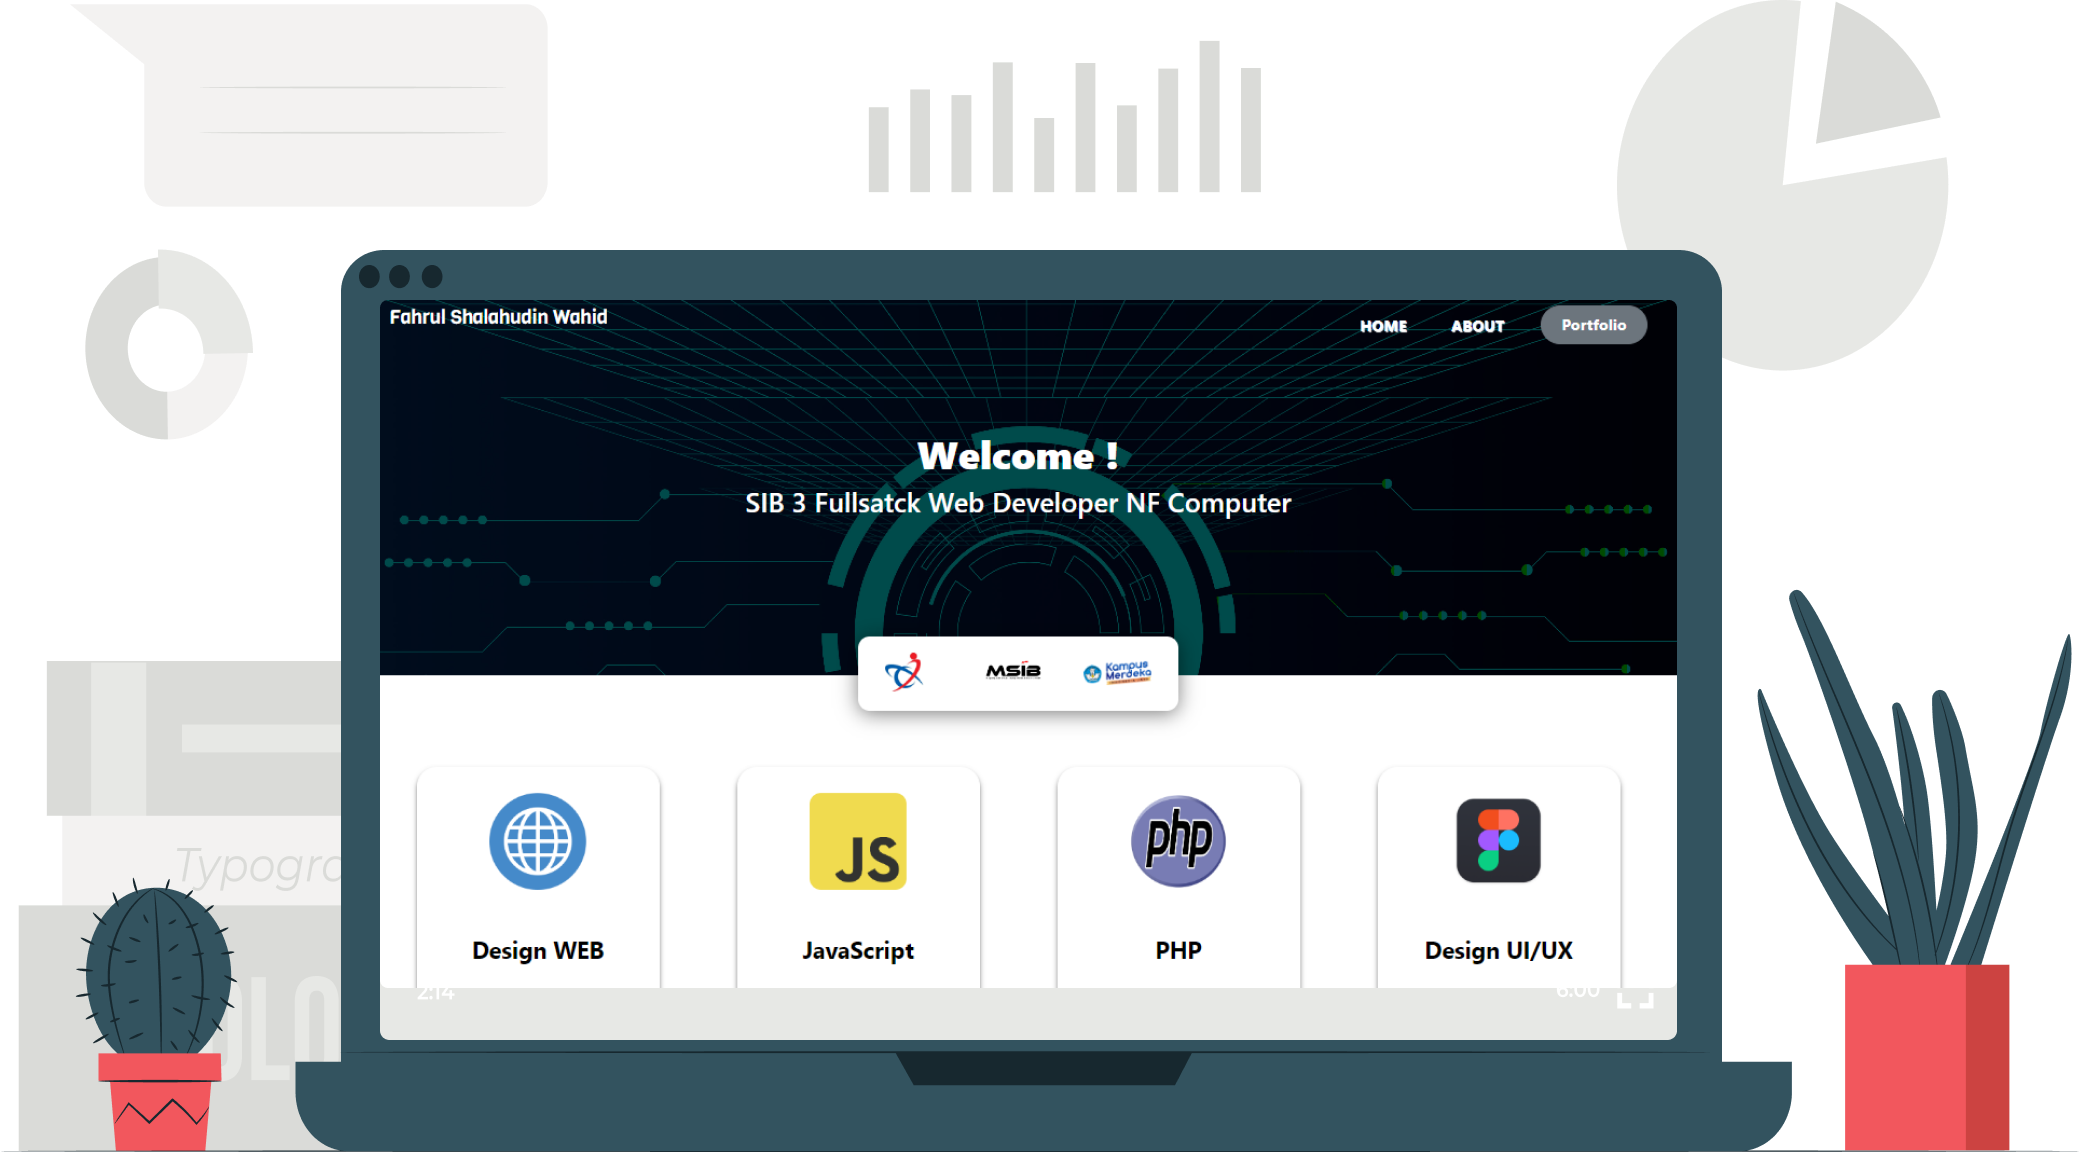 Fahrul Shalahudin Wahid
HOME ABOUT Portfolio
Welcome !
SIB 3 Fullsatck Web Developer NF Computer
MSIB
Kampus
Merdeka
JS
php
Design WEB
JavaScript
PHP
Design UI/UX
2:14
6:00
Typogra
OLO